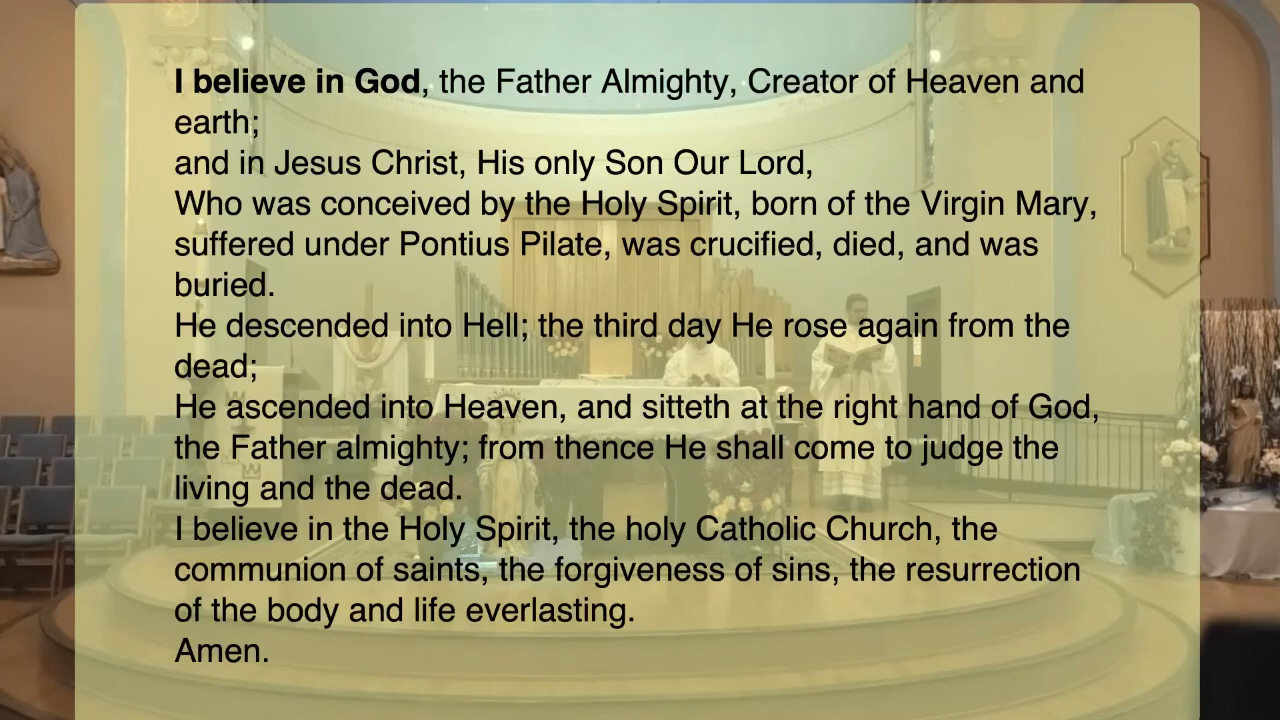 I believe in God, the Father Almighty, Creator of Heaven and
earth;
and in Jesus Christ, His only Son Our Lord,
Who was conceived by the Holy Spirit, born of the Virgin Mary,
suffered under Pontius Pilate, was crucified, died, and was
buried.
He descended into Hell; the third day He rose again from the
dead;
He ascended into Heaven, and sitteth at the right hand of God,
the Father almighty; from thence He shall come to judge the
living and the dead.
I believe in the Holy Spirit, the holy Catholic Church, the
communion of saints, the forgiveness of sins, the resurrection
of the body and life everlasting.
Amen.